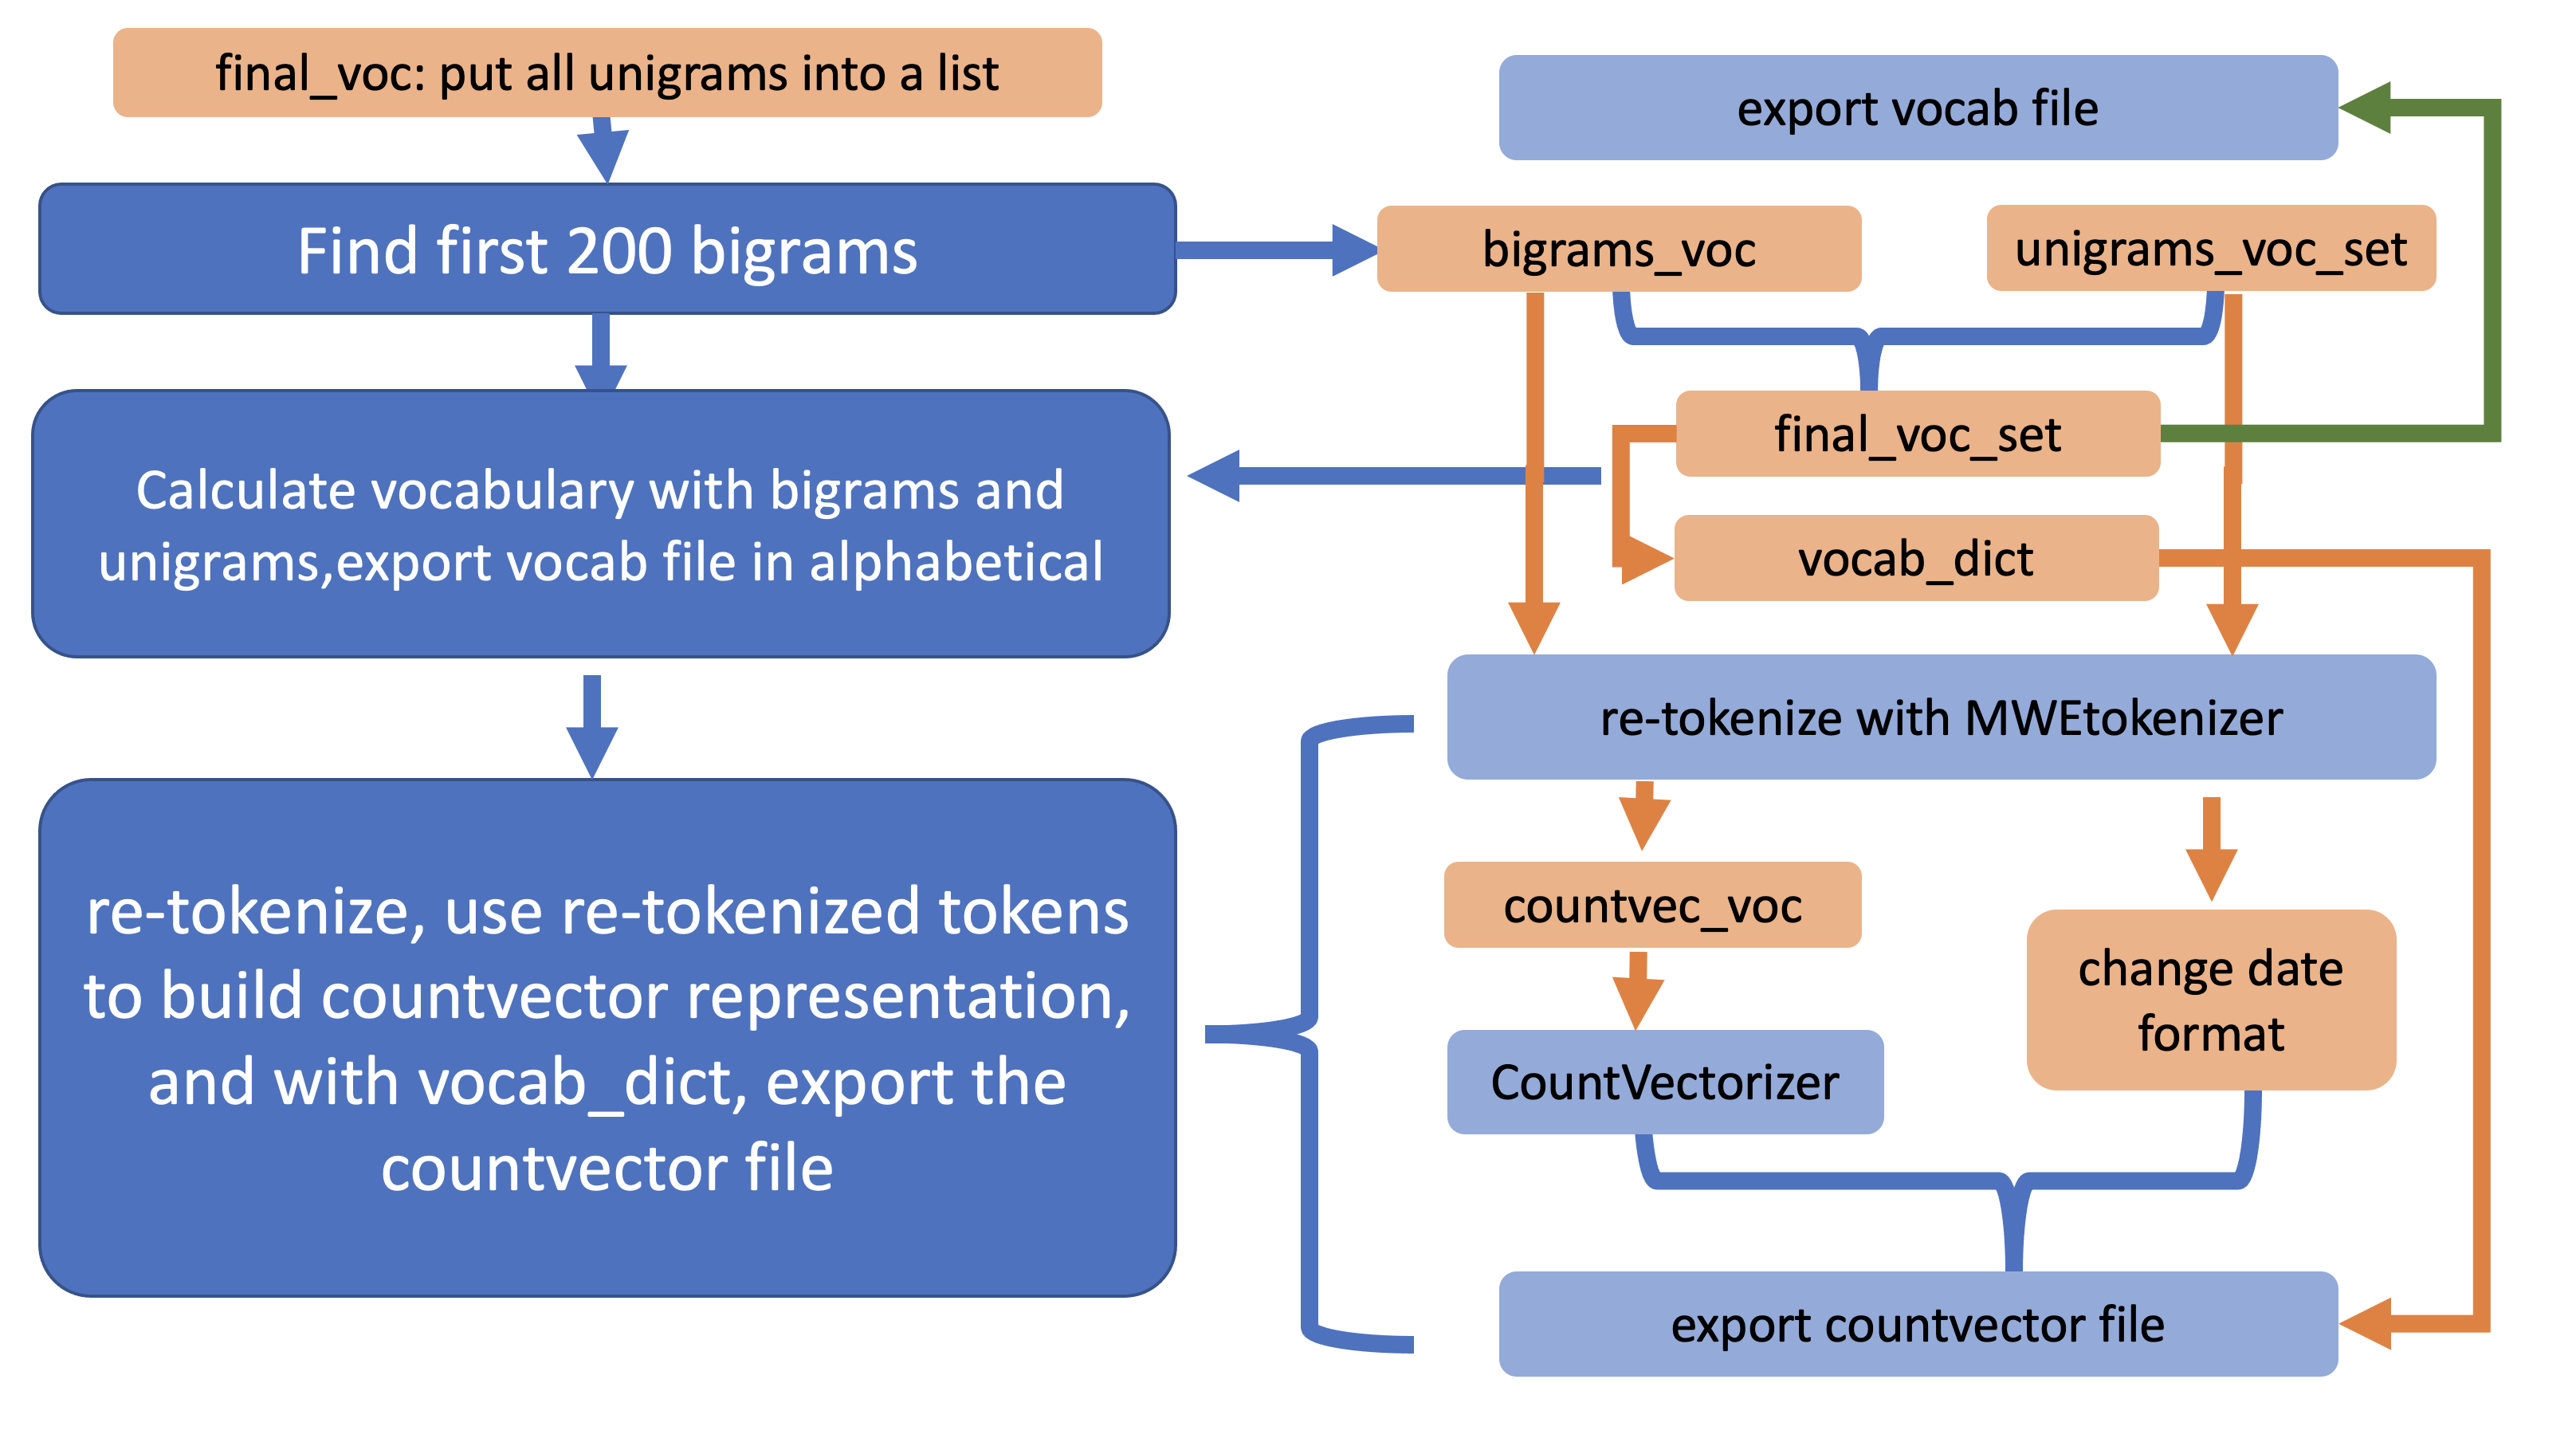 final_voc: put all unigrams into a list
Find first 200 bigrams
Calculate vocabulary with bigrams and
unigrams,export vocab file in alphabetical
re-tokenize, use re-tokenized tokens
to build countvector representation,
and with vocab_dict, export the
countvector file
export vocab file
bigrams_voc
unigrams_voc_set
final_voc_set
vocab_dict
re-tokenize with MWEtokenizer
countvec_voc
change date
format
CountVectorizer
export countvector file